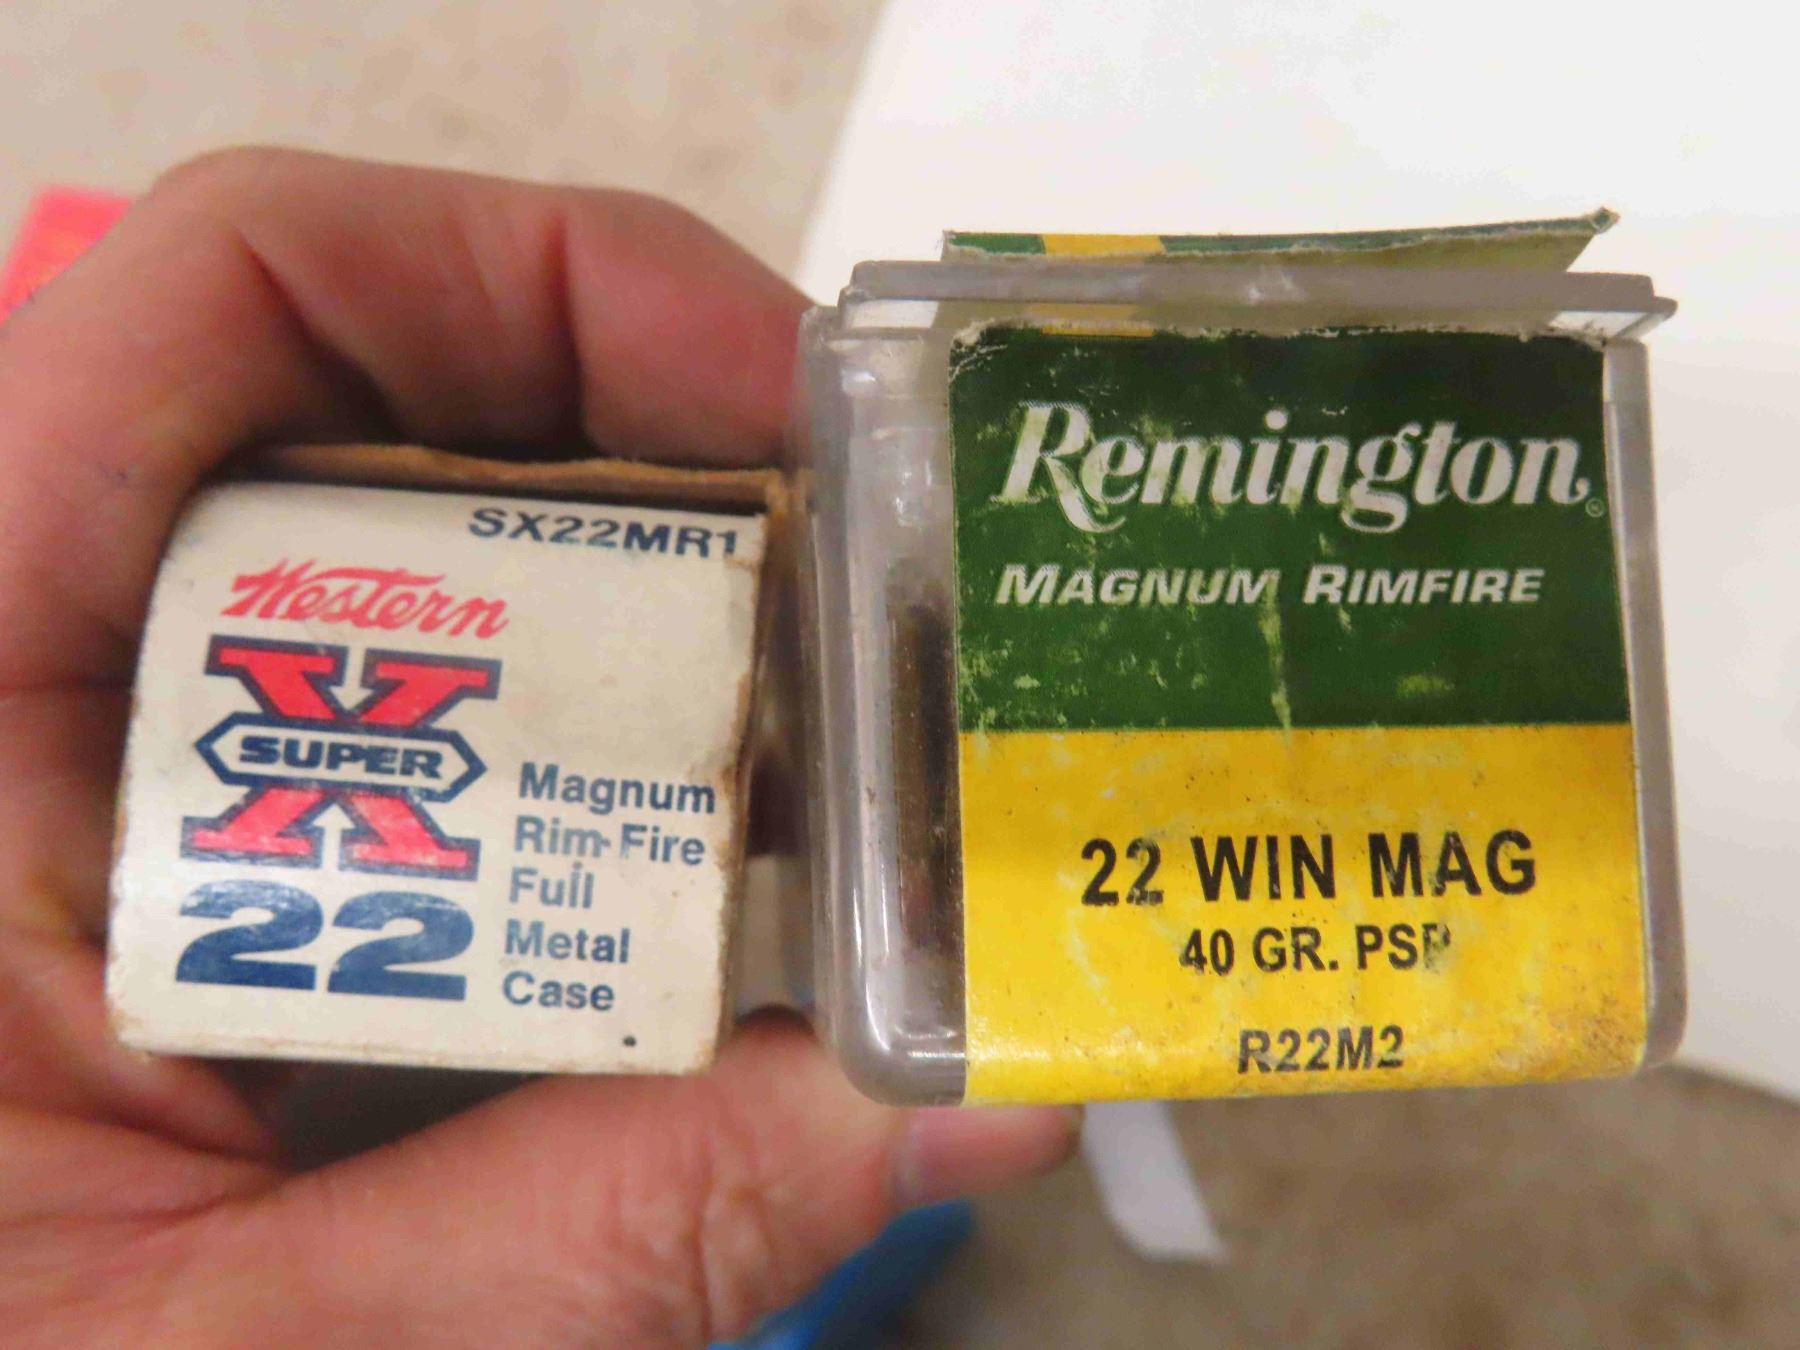 SX22MR1
Western
SUPER
X
22
Magnum
Rim-Fire
Full
Metal
Case
Remington®
MAGNUM RIMFIRE
22 WIN MAG
40 GR. PSP
R22M2